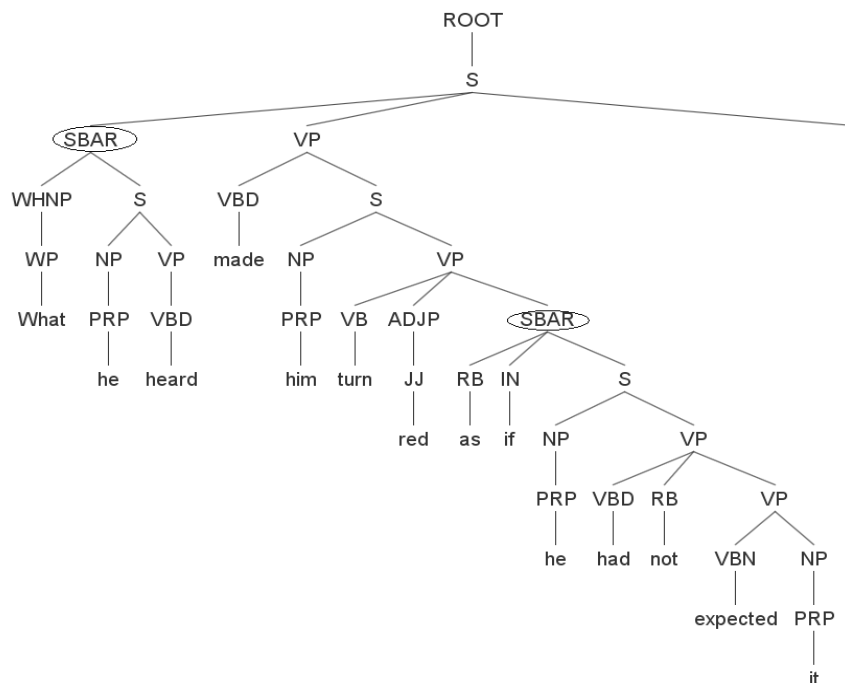 ROOT
S
SBAR VP
WHNP S VBD S
WP NP VP made NP VP
What PRP VBD PRP VB ADJP SBAR
he heard him turn JJ RB IN S
red as if NP VP
PRP VBD RB VP
he had not VBN NP
expected PRP
it